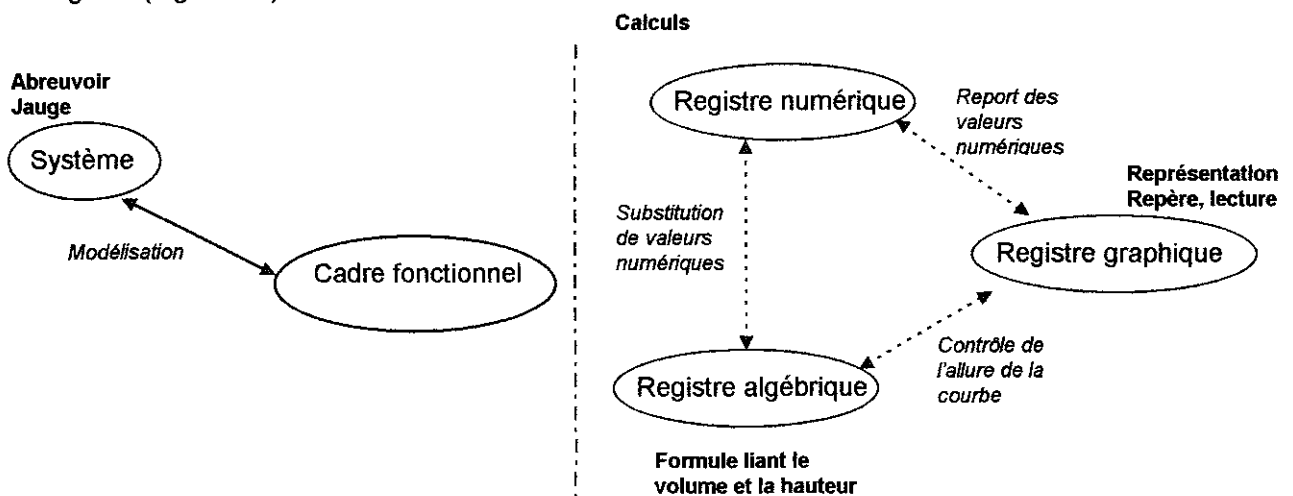 Calculs
Abreuvoir
Jauge
Système
Modélisation
Cadre fonctionnel
Registre numérique
Report des
valeurs
numériques
Représentation
Repère, lecture
Substitution
de valeurs
numériques
Registre graphique
Contrôle de
l'allure de la
courbe
Registre algébrique
Formule liant le
volume et la hauteur